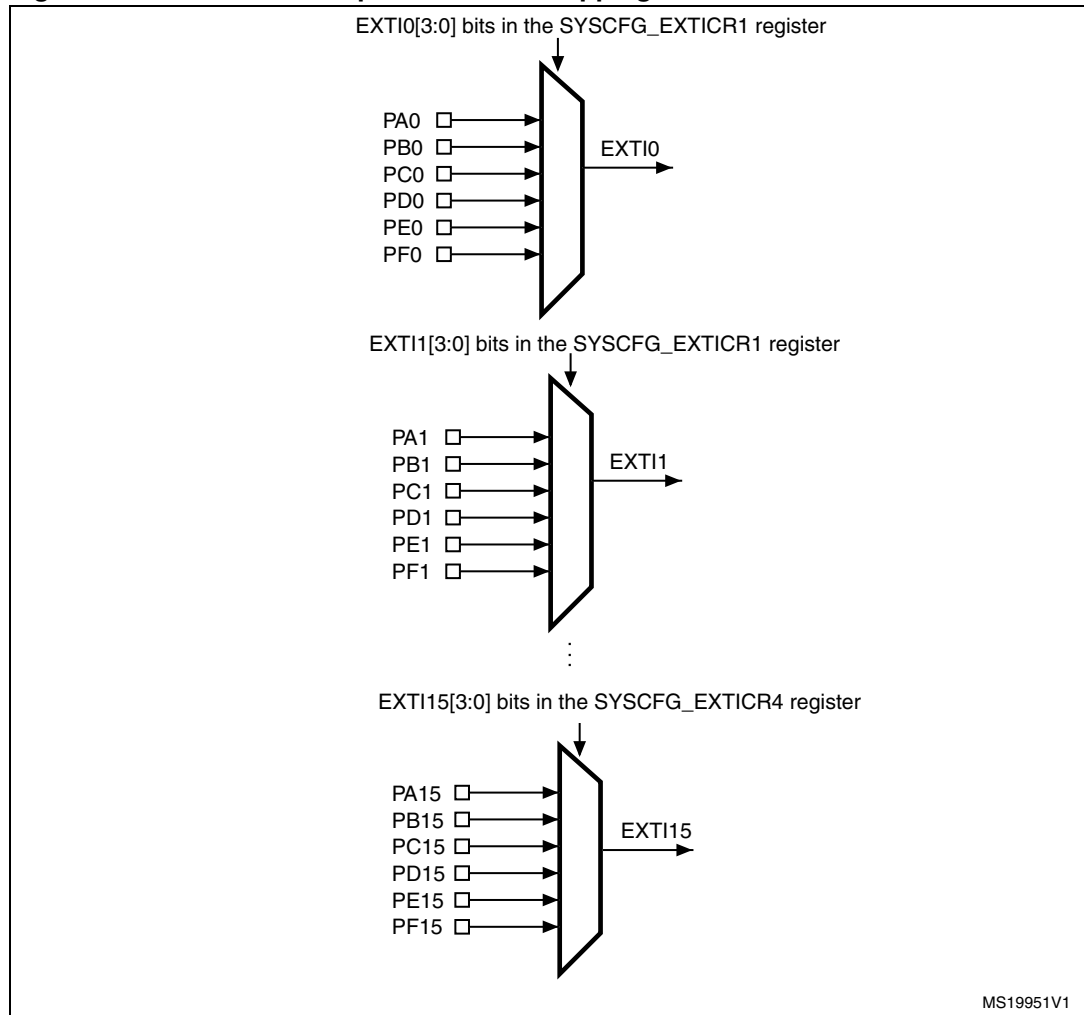 EXTI0[3:0] bits in the SYSCFG_EXTICR1 register
PA0
PB0
PC0
PD0
PE0
PF0
EXTI0
EXTI1[3:0] bits in the SYSCFG_EXTICR1 register
PA1
PB1
PC1
PD1
PE1
PF1
EXTI1
EXTI15[3:0] bits in the SYSCFG_EXTICR4 register
PA15
PB15
PC15
PD15
PE15
PF15
EXTI15
MS19951V1